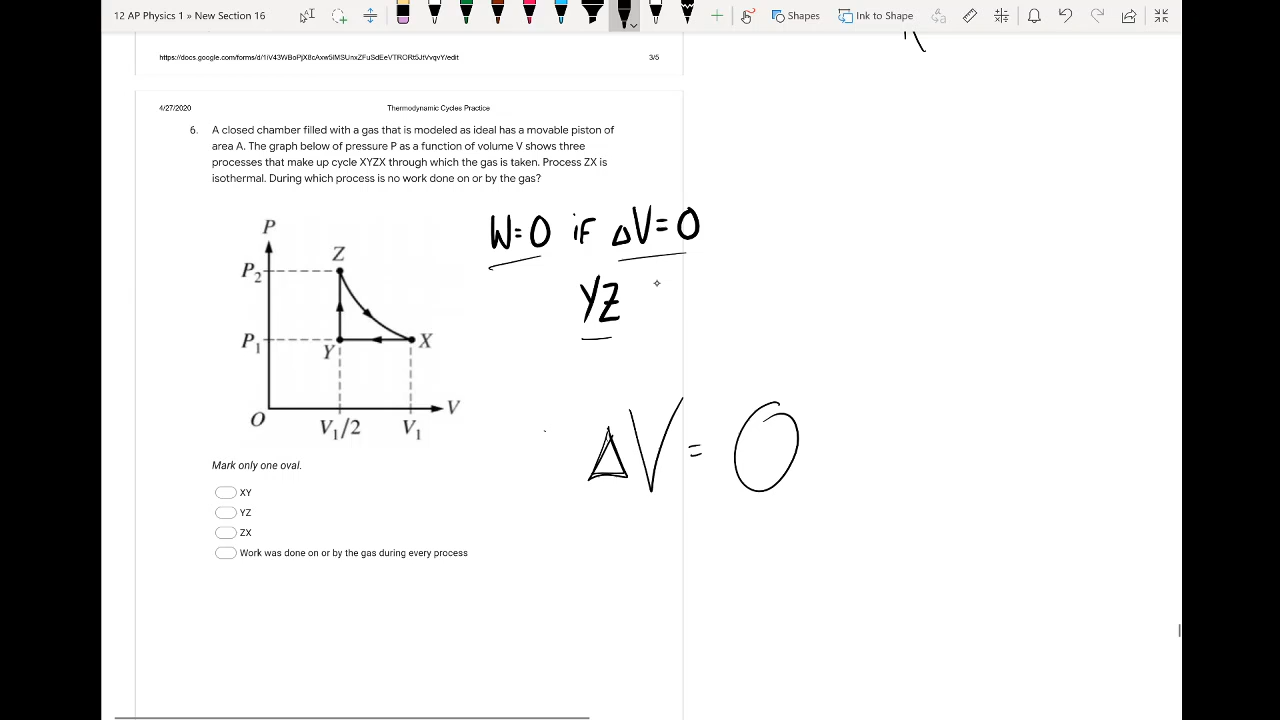 12 AP Physics 1 » New Section 16
Shapes
Ink to Shape
4/27/2020 Thermodynamic Cycles Practice
3/5
6. A closed chamber filled with a gas that is modeled as ideal has a movable piston of
area A. The graph below of pressure P as a function of volume V shows three
processes that make up cycle XYZX through which the gas is taken. Process ZX is
isothermal. During which process is no work done on or by the gas?
W=0 if ΔV=0
YZ
ΔV= 0
P
Z
P₂
P₁
Y
X
O
V₁/2
V₁
V
Mark only one oval.
XY
YZ
ZX
Work was done on or by the gas during every process